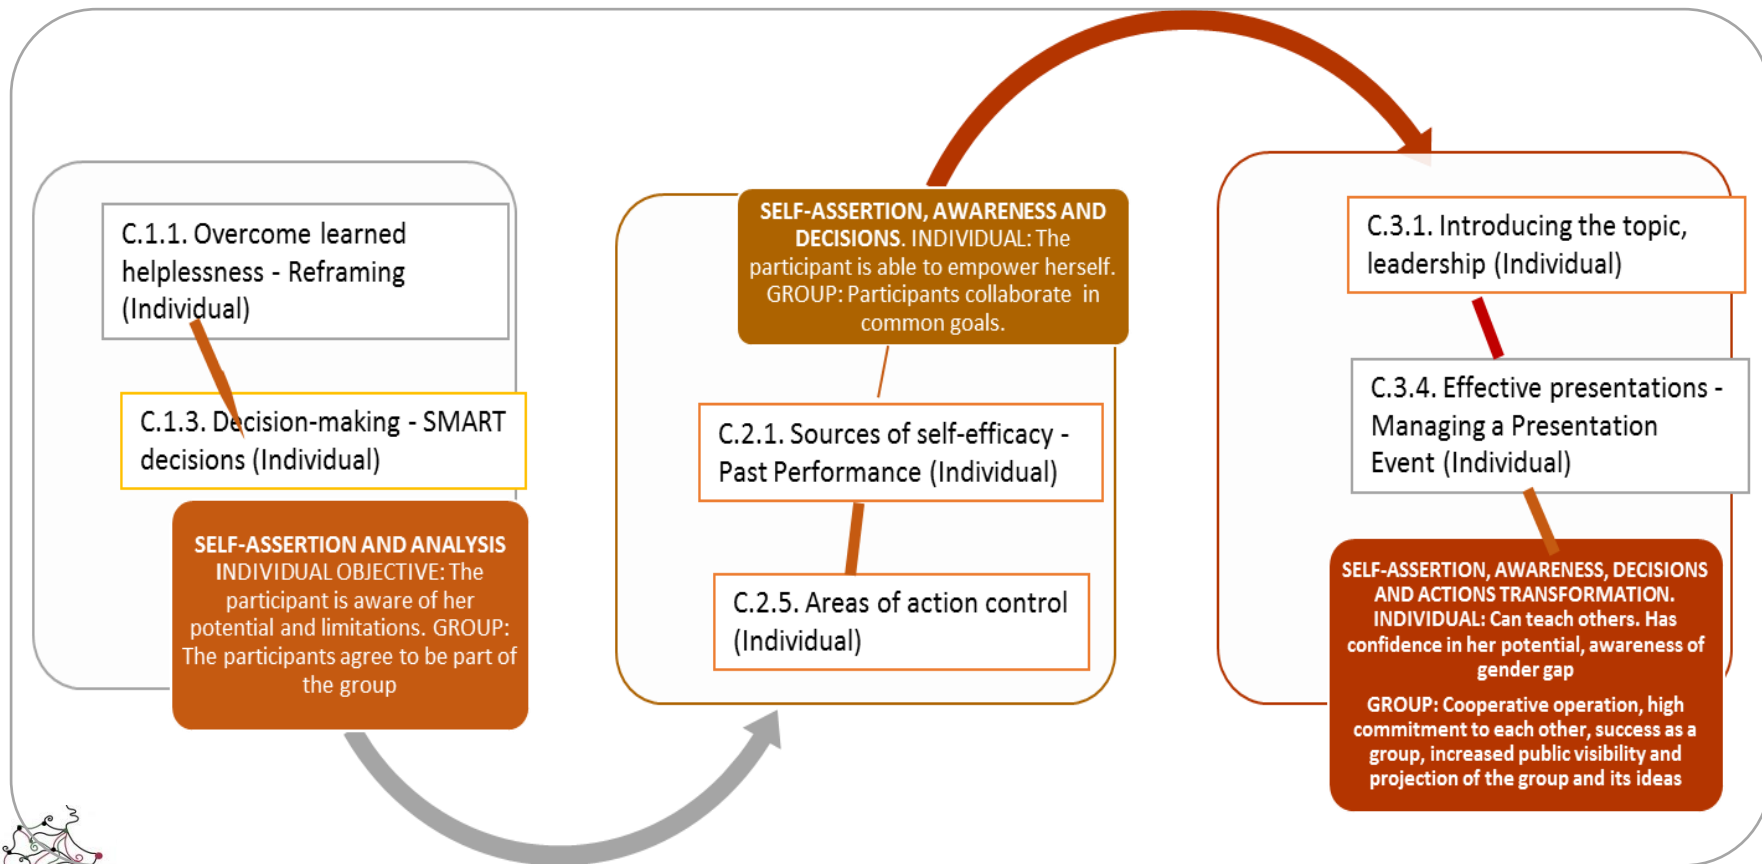 C.1.1. Overcome learned
helplessness - Reframing
(Individual)
C.1.3. Decision-making - SMART
decisions (Individual)
SELF-ASSERTION AND ANALYSIS
INDIVIDUAL OBJECTIVE: The
participant is aware of her
potential and limitations. GROUP:
The participants agree to be part of
the group
SELF-ASSERTION, AWARENESS AND
DECISIONS. INDIVIDUAL: The
participant is able to empower herself.
GROUP: Participants collaborate in
common goals.
C.2.1. Sources of self-efficacy -
Past Performance (Individual)
C.2.5. Areas of action control
(Individual)
C.3.1. Introducing the topic,
leadership (Individual)
C.3.4. Effective presentations -
Managing a Presentation
Event (Individual)
SELF-ASSERTION, AWARENESS, DECISIONS
AND ACTIONS TRANSFORMATION.
INDIVIDUAL: Can teach others. Has
confidence in her potential, awareness of
gender gap
GROUP: Cooperative operation, high
commitment to each other, success as a
group, increased public visibility and
projection of the group and its ideas